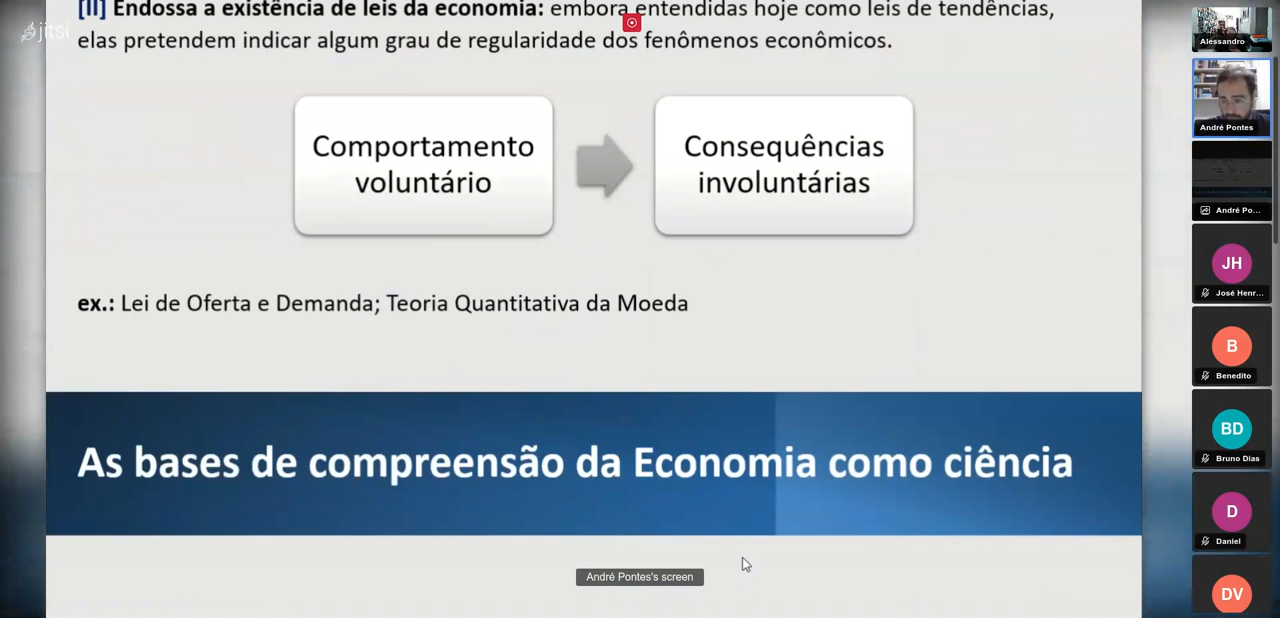 [II] Endossa a existência de leis da economia: embora entendidas hoje como leis de tendências,
elas pretendem indicar algum grau de regularidade dos fenômenos econômicos.
jitsi
Comportamento
voluntário
Consequências
involuntárias
ex.: Lei de Oferta e Demanda; Teoria Quantitativa da Moeda
As bases de compreensão da Economia como ciência
André Pontes's screen
Alessandro
André Pontes
André Po...
JH
José Henr...
B
Benedito
BD
Bruno Dias
D
Daniel
DV